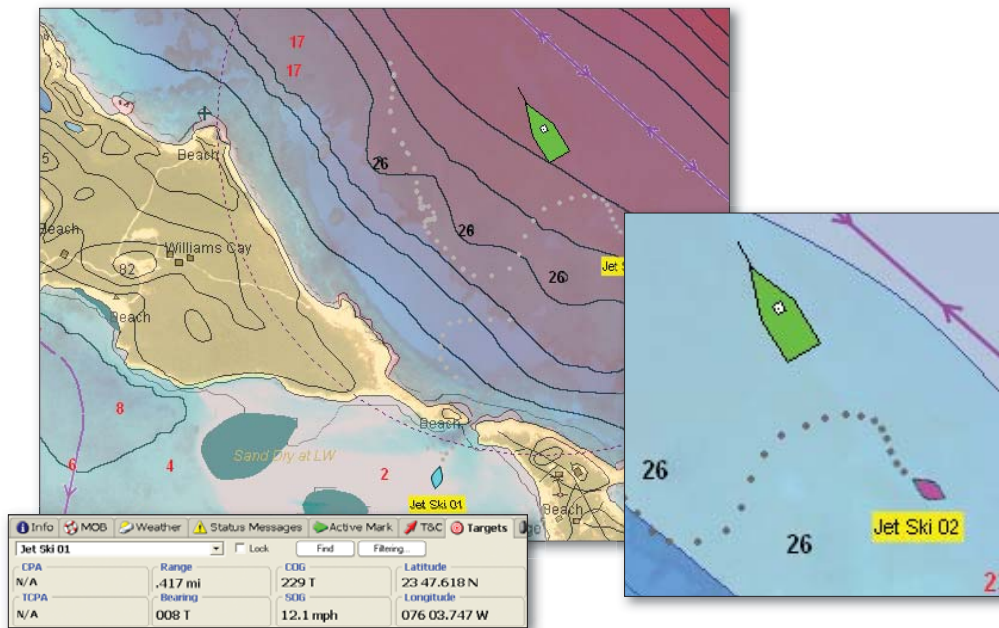 17
17
26
26
26
Beach
5
Beach
Williams Cay
82
Beach
Jet S
8
6
4
Sand Dry at LW
2
Beach
Jet Ski 01
Beach
Beach
26
26
Jet Ski 02
2
Info MOB Weather Status Messages Active Mark T&C Targets
Jet Ski 01 Lock Find Filtering...
CPA Range COG Latitude
N/A .417 mi 229 T 23 47.618 N
TCPA Bearing SOG Longitude
N/A 008 T 12.1 mph 076 03.747 W